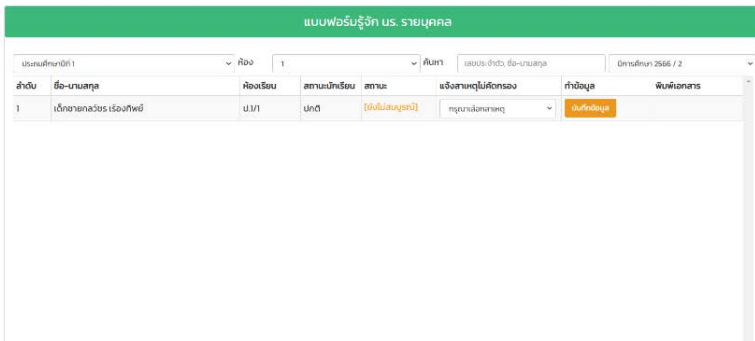 แบบฟอร์มรู้จัก นร. รายบุคคล
ประถมศึกษาปีที่ 1 ห้อง 1 ค้นหา เลขประจำตัว, ชื่อ-นามสกุล ปีการศึกษา 2566 / 2
ลำดับ ชื่อ-นามสกุล ห้องเรียน สถานะนักเรียน สถานะ แจ้งสาเหตุไม่คัดกรอง ทำข้อมูล พิมพ์เอกสาร
1 เด็กชายกลวัชร เรืองทิพย์ ป.1/1 ปกติ [ยังไม่สมบูรณ์] กรุณาเลือกสาเหตุ บันทึกข้อมูล